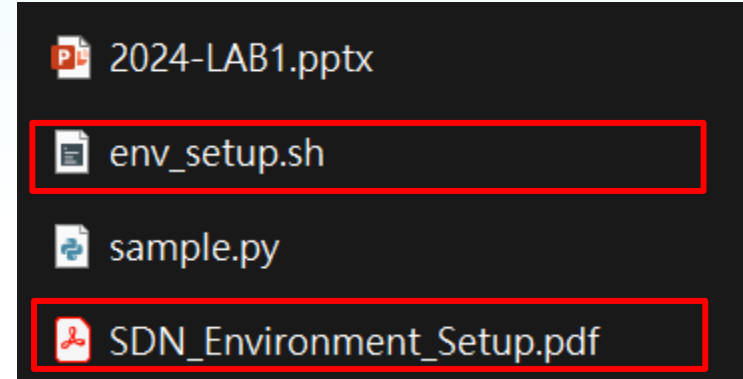 2024-LAB1.pptx
env_setup.sh
sample.py
SDN_Environment_Setup.pdf